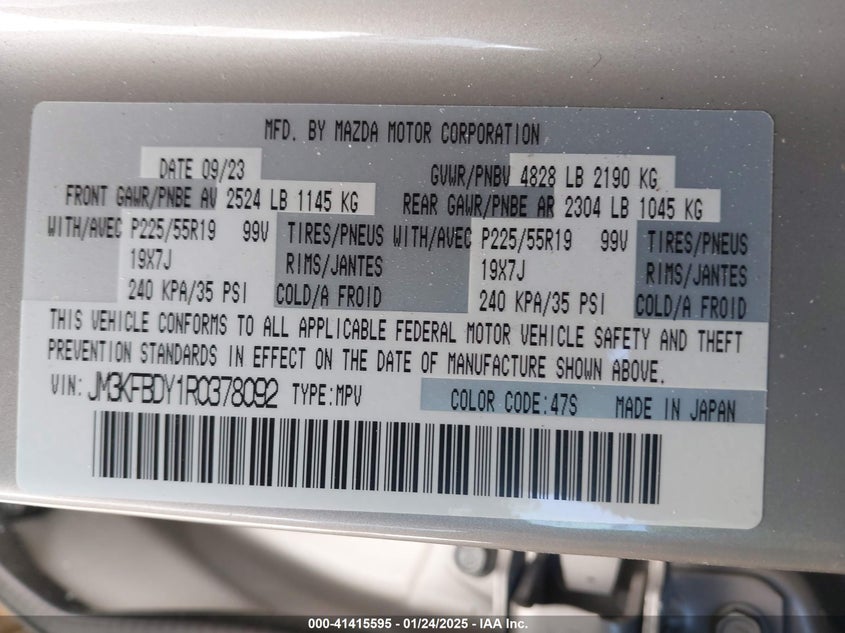 MFD. BY MAZDA MOTOR CORPORATION
DATE 09/23 GVWR/PNBV 4828 LB 2190 KG
FRONT GAWR/PNBE AV 2524 LB 1145 KG REAR GAWR/PNBE AR 2304 LB 1045 KG
WITH/AVEC P225/55R19 99V TIRES/PNEUS WITH/AVEC P225/55R19 99V TIRES/PNEUS
19X7J RIMS/JANTES 19X7J RIMS/JANTES
240 KPA/35 PSI COLD/A FROID 240 KPA/35 PSI COLD/A FROID
THIS VEHICLE CONFORMS TO ALL APPLICABLE FEDERAL MOTOR VEHICLE SAFETY AND THEFT
PREVENTION STANDARDS IN EFFECT ON THE DATE OF MANUFACTURE SHOWN ABOVE.
VIN: JM3KFBDY1R0378092 TYPE:MPV COLOR CODE:47S MADE IN JAPAN
000-41415595 - 01/24/2025 - IAA Inc.